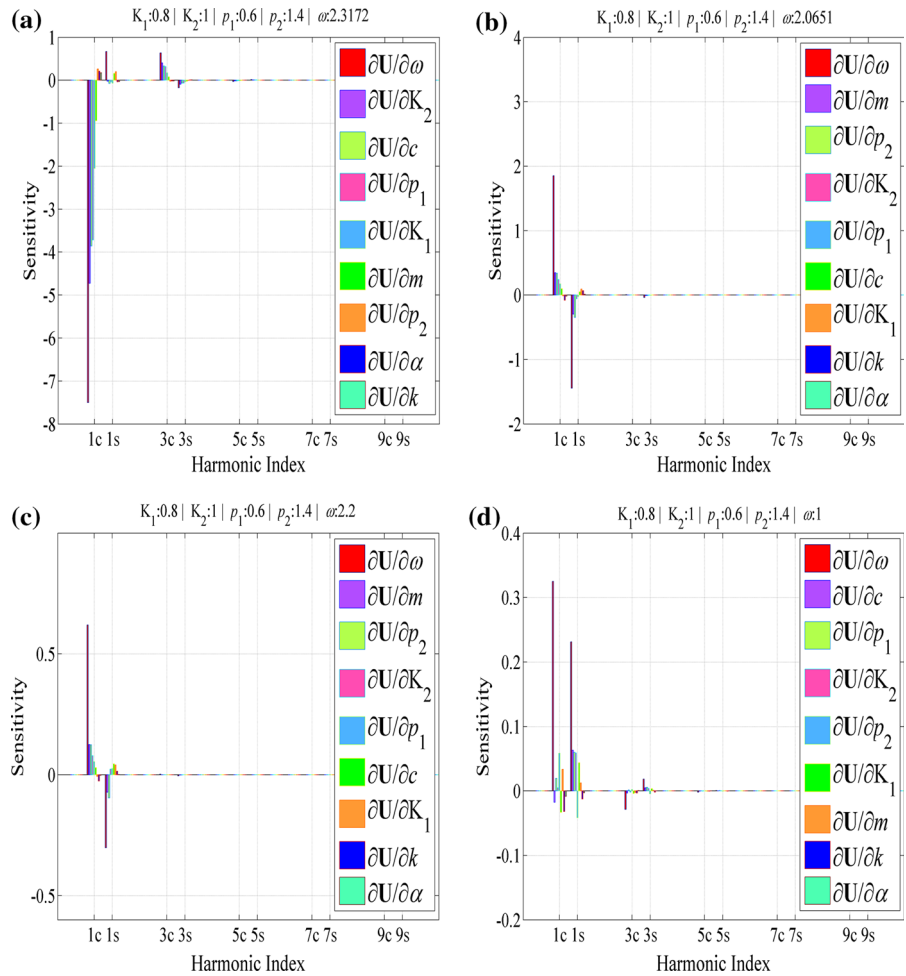 (a)
K₁:0.8 | K₂:1 | p₁:0.6 | p₂:1.4 | ω:2.3172
1
0
-1
-2
-3
-4
-5
-6
-7
-8
Sensitivity
1c 1s 3c 3s 5c 5s 7c 7s 9c 9s
Harmonic Index
∂U/∂ω
∂U/∂K₂
∂U/∂c
∂U/∂p₁
∂U/∂K₁
∂U/∂m
∂U/∂p₂
∂U/∂α
∂U/∂k
(b)
K₁:0.8 | K₂:1 | p₁:0.6 | p₂:1.4 | ω:2.0651
4
3
2
1
0
-1
-2
Sensitivity
1c 1s 3c 3s 5c 5s 7c 7s 9c 9s
Harmonic Index
∂U/∂ω
∂U/∂m
∂U/∂p₂
∂U/∂K₂
∂U/∂p₁
∂U/∂c
∂U/∂K₁
∂U/∂k
∂U/∂α
(c)
K₁:0.8 | K₂:1 | p₁:0.6 | p₂:1.4 | ω:2.2
0.5
0
-0.5
Sensitivity
1c 1s 3c 3s 5c 5s 7c 7s 9c 9s
Harmonic Index
∂U/∂ω
∂U/∂m
∂U/∂p₂
∂U/∂K₂
∂U/∂p₁
∂U/∂c
∂U/∂K₁
∂U/∂k
∂U/∂α
(d)
K₁:0.8 | K₂:1 | p₁:0.6 | p₂:1.4 | ω:1
0.4
0.3
0.2
0.1
0
-0.1
-0.2
Sensitivity
1c 1s 3c 3s 5c 5s 7c 7s 9c 9s
Harmonic Index
∂U/∂ω
∂U/∂c
∂U/∂p₁
∂U/∂K₂
∂U/∂p₂
∂U/∂K₁
∂U/∂m
∂U/∂k
∂U/∂α